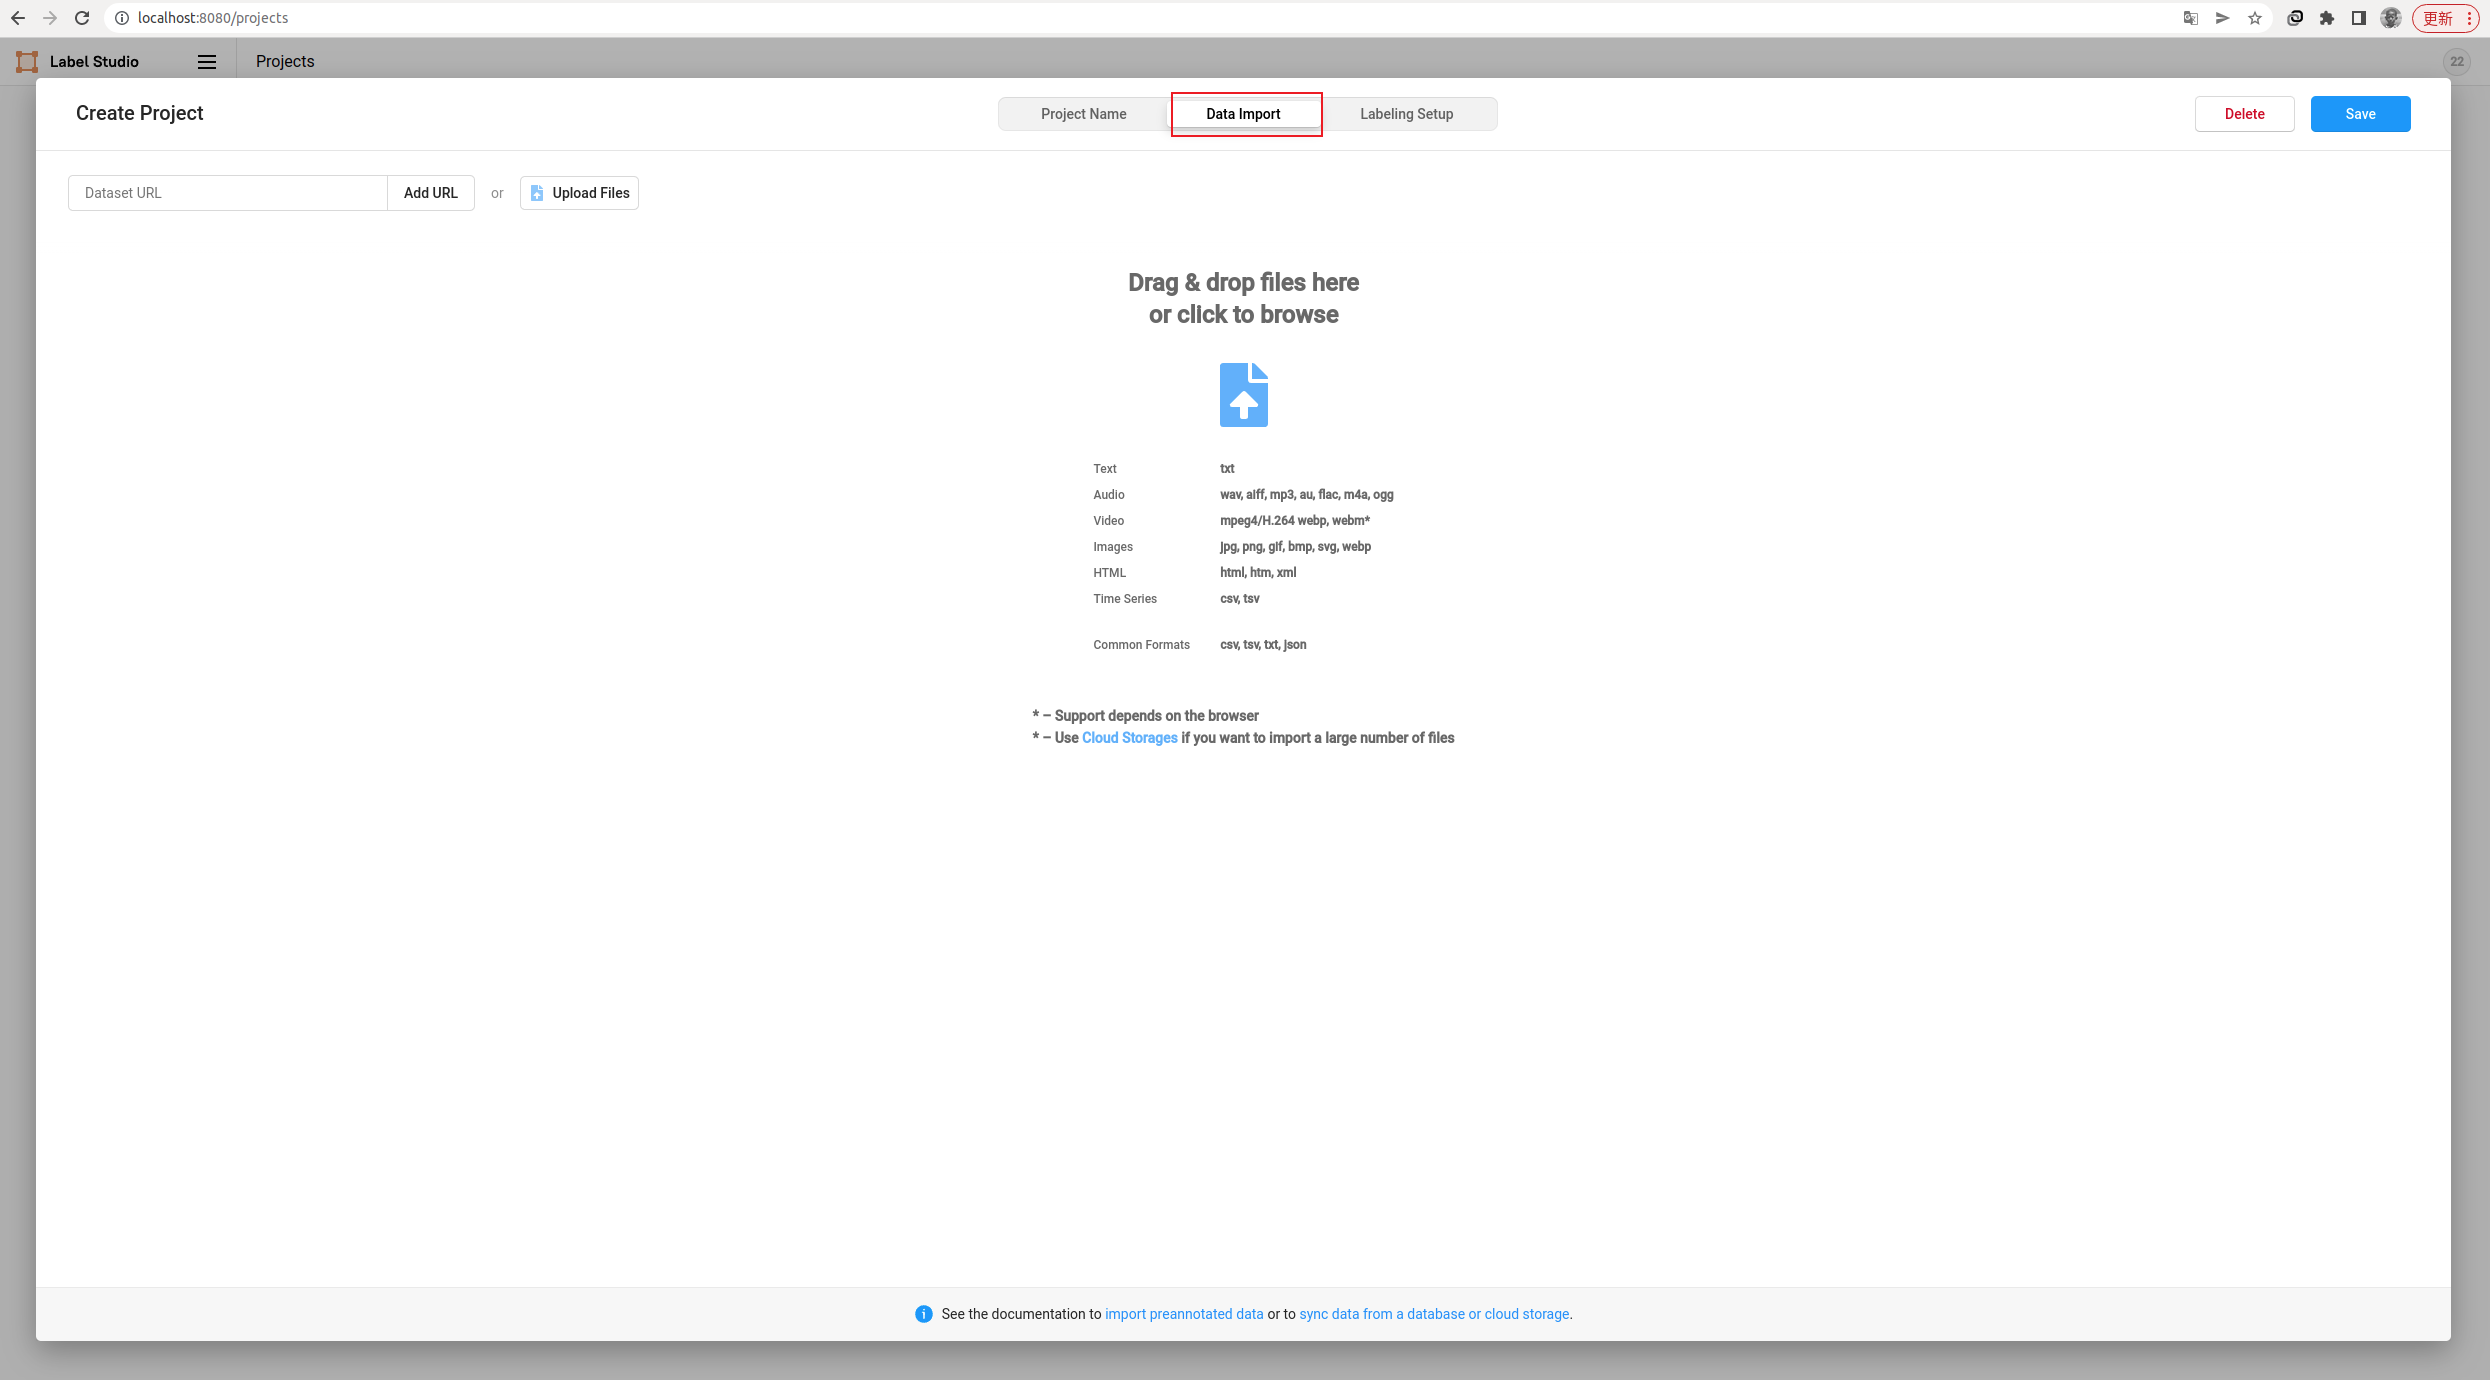 localhost:8080/projects
更新
Label Studio
Projects
22
Create Project
Project Name
Data Import
Labeling Setup
Delete
Save
Dataset URL
Add URL
or
Upload Files
Drag & drop files here
or click to browse
Text txt
Audio wav, aiff, mp3, au, flac, m4a, ogg
Video mpeg4/H.264 webp, webm*
Images jpg, png, gif, bmp, svg, webp
HTML html, htm, xml
Time Series csv, tsv
Common Formats csv, tsv, txt, json
* – Support depends on the browser
* – Use Cloud Storages if you want to import a large number of files
See the documentation to import preannotated data or to sync data from a database or cloud storage.